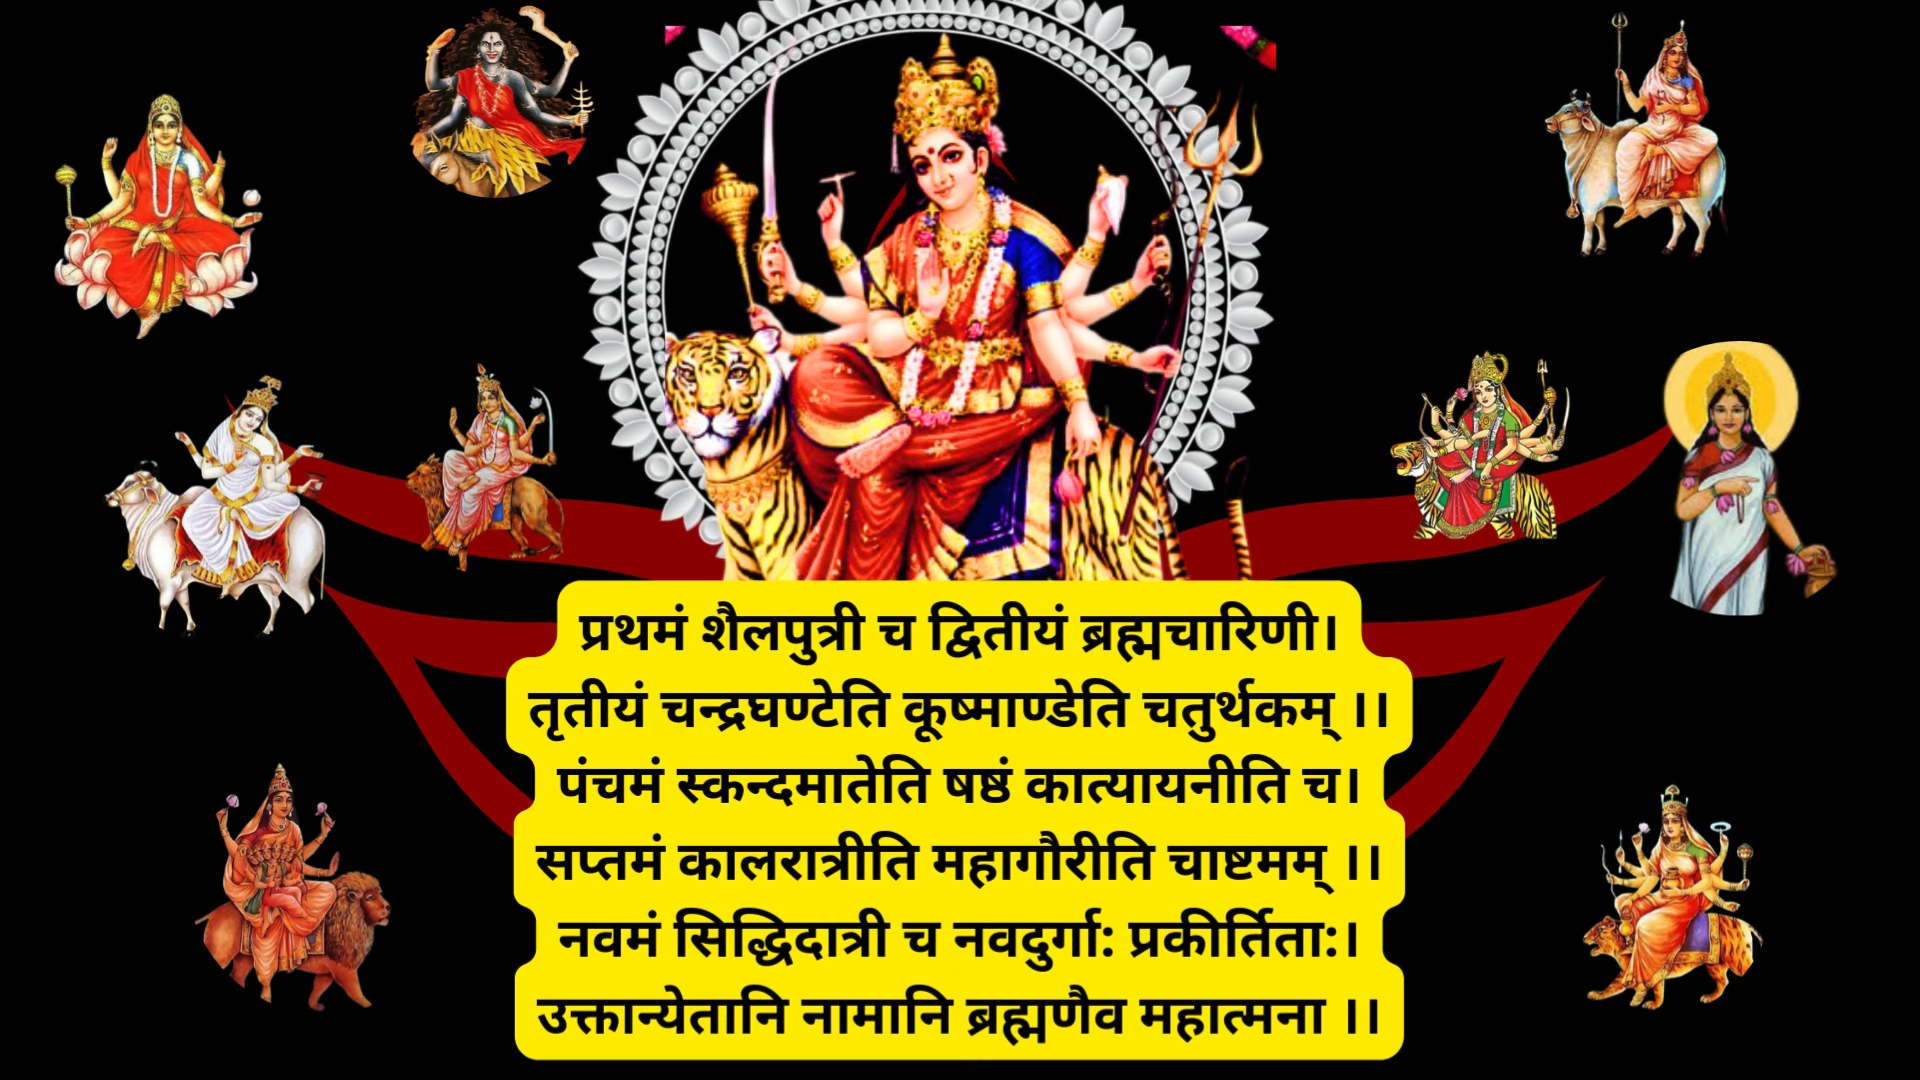 प्रथमं शैलपुत्री च द्वितीयं ब्रह्मचारिणी।
तृतीयं चन्द्रघण्टेति कूष्माण्डेति चतुर्थकम् ।।
पंचमं स्कन्दमातेति षष्ठं कात्यायनीति च।
सप्तमं कालरात्रीति महागौरीति चाष्टमम् ।।
नवमं सिद्धिदात्री च नवदुर्गा: प्रकीर्तिता:।
उक्तान्येतानि नामानि ब्रह्मणैव महात्मना ।।